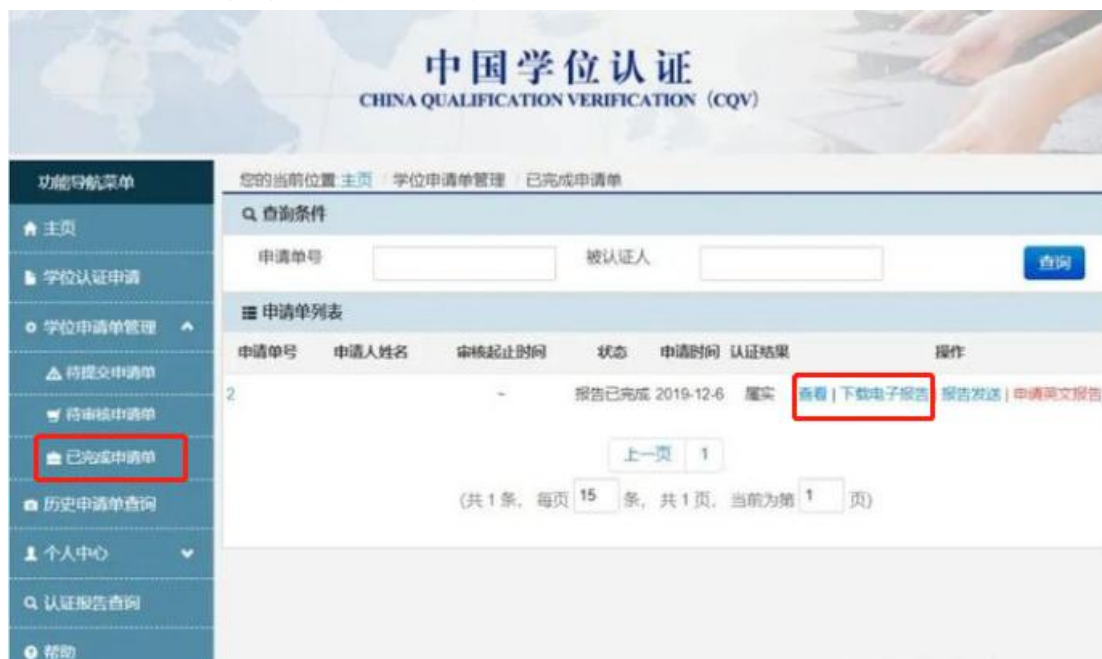 中国学位认证
CHINA QUALIFICATION VERIFICATION (CQV)
功能导航菜单
主页
学位认证申请
学位申请单管理
待提交申请单
待审核申请单
已完成申请单
历史申请单查询
个人中心
认证报告查询
帮助
您的当前位置:主页 / 学位申请单管理 / 已完成申请单
查询条件
申请单号 被认证人 查询
申请单列表
申请单号 申请人姓名 审核起止时间 状态 申请时间 认证结果 操作
2 ~ 报告已完成 2019-12-6 属实 查看 | 下载电子报告 报告发送 | 申请英文报告
上一页 1
(共 1 条, 每页 15 条, 共 1 页, 当前为第 1 页)